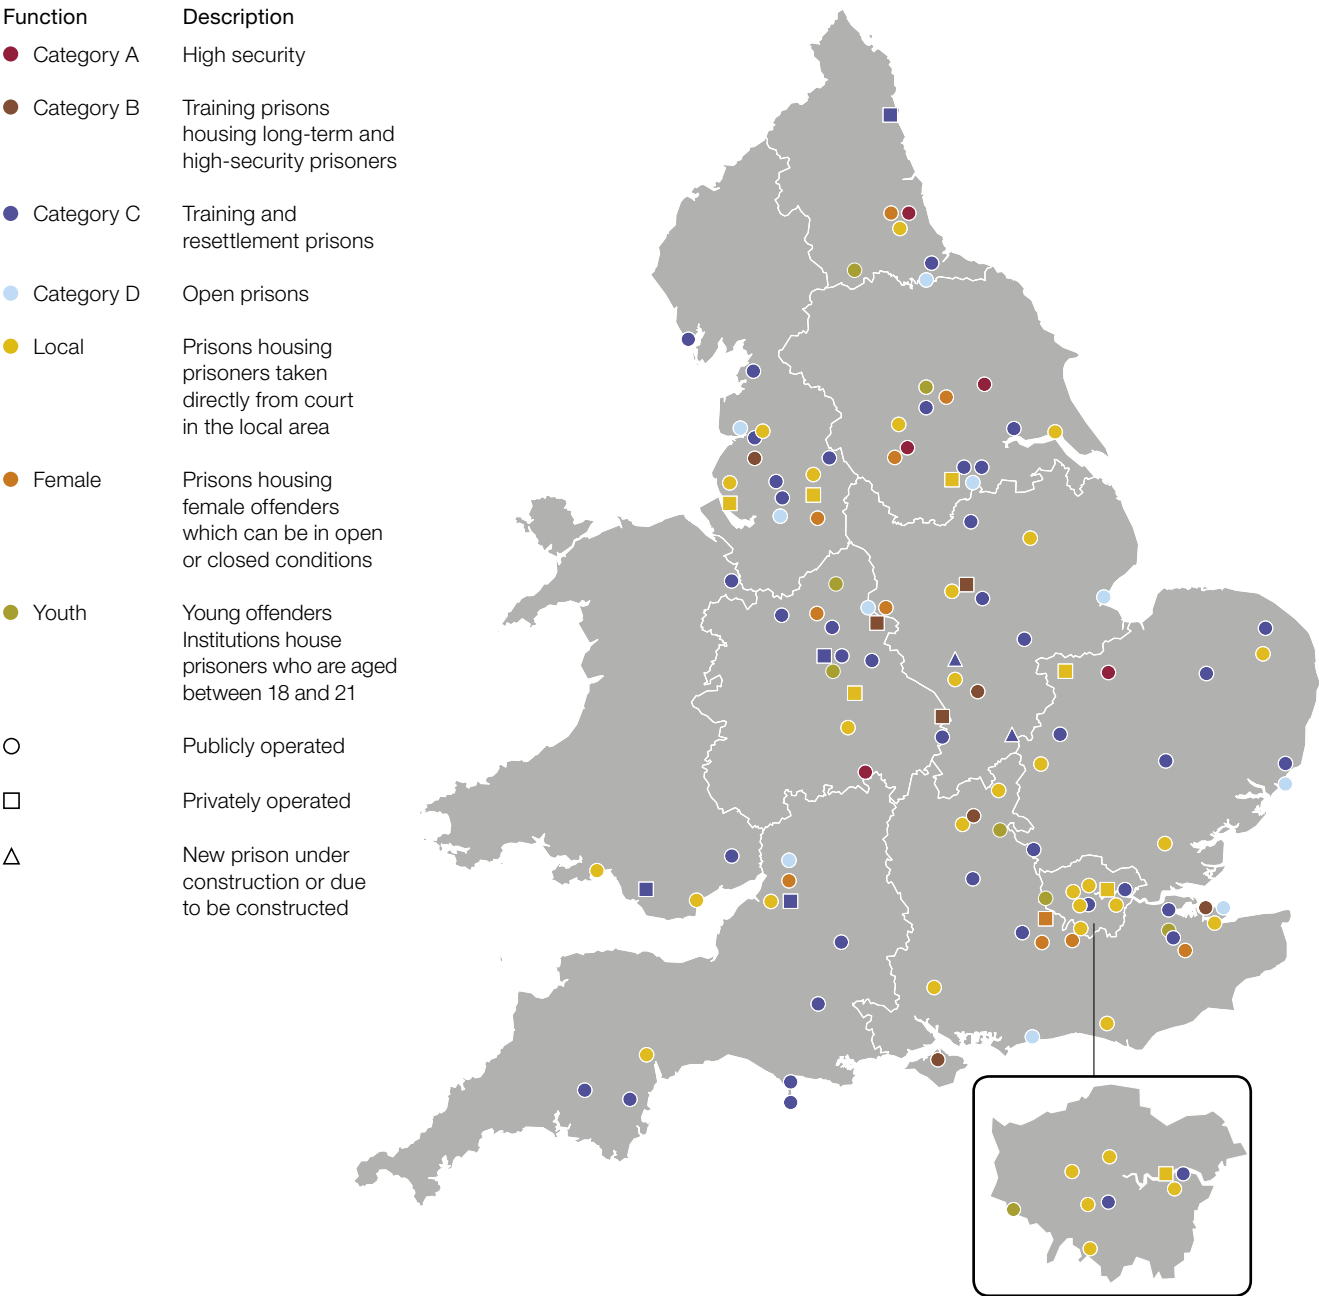 Function Description
Category A High security
Category B Training prisons
housing long-term and
high-security prisoners
Category C Training and
resettlement prisons
Category D Open prisons
Local Prisons housing
prisoners taken
directly from court
in the local area
Female Prisons housing
female offenders
which can be in open
or closed conditions
Youth Young offenders
Institutions house
prisoners who are aged
between 18 and 21
Publicly operated
Privately operated
New prison under
construction or due
to be constructed